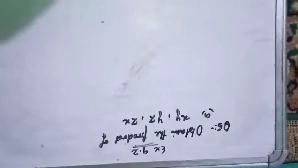 Ex 9.2
Q5:- Obtain the product of
(i) xy, yz, zx